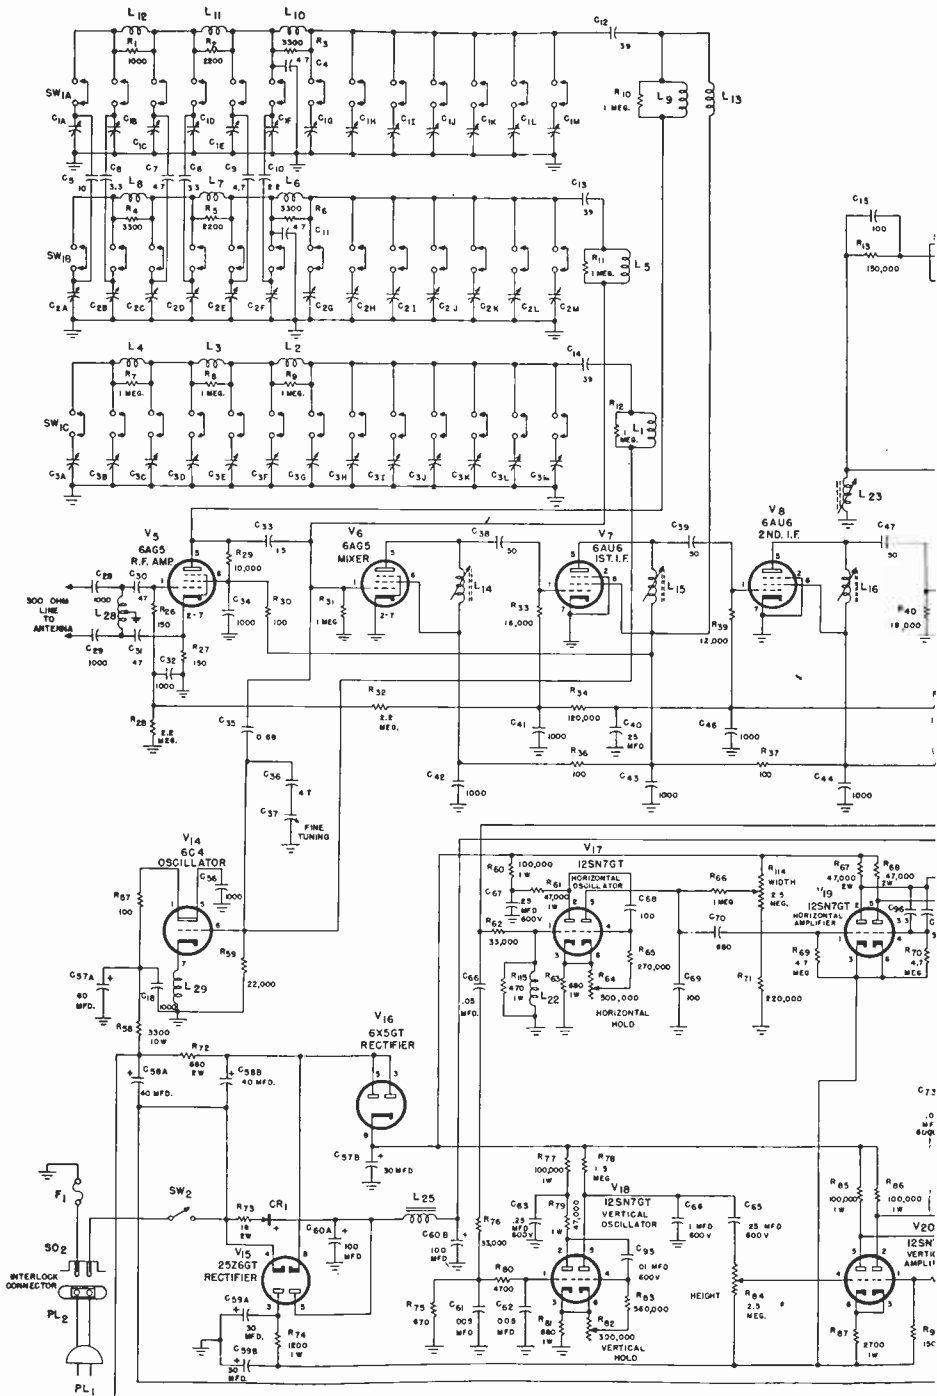 L12 L11 L10
C12
39
R1
1000
R2
2200
3300
R3
4.7
C4
SW1A
R10
1 MEG.
L9
L13
C1A C1B C1C C1D C1E C1F C1G C1H C1I C1J C1K C1L C1M
C5
10
3.3
C7
4.7
3.3
C9
4.7
C10
2.2
L8 L7 L6
C13
39
R4
3300
R5
2200
3300
R6
4.7
C11
SW1B
R11
1 MEG.
L5
C15
100
R13
150,000
C2A C2B C2C C2D C2E C2F C2G C2H C2I C2J C2K C2L C2M
L4 L3 L2
C14
39
R7
1 MEG.
R8
1 MEG.
R9
1 MEG.
SW1C
R12
1 MEG.
L1
C3A C3B C3C C3D C3E C3F C3G C3H C3I C3J C3K C3L
L23
V5
6AG5
R.F. AMP
C33
15
V6
6AG5
MIXER
C38
50
V7
6AU6
1ST. I.F.
C39
50
V8
6AU6
2ND. I.F.
C47
50
R29
10,000
C28
1000
C30
47
300 OHM
LINE
TO
ANTENNA
L28
R26
150
C34
1000
R30
100
R31
1 MEG
L14
R33
L15
R39
12,000
L16
R40
18,000
C29
1000
C31
47
R27
150
C32
1000
R28
2.2
MEG.
C35
0.68
R32
2.2
MEG.
R34
120,000
C41
1000
C40
.25
MFD
C46
1000
R36
100
R37
100
C42
1000
C43
1000
C44
1000
C36
4.7
C37
FINE
TUNING
V14
6C4
OSCILLATOR
C56
1000
R57
100
R59
22,000
C57A
60
MFD.
C18
1000
L29
R58
3300
10W
V17
12SN7GT
HORIZONTAL
OSCILLATOR
R60
100,000
1W
C67
.25
MFD
600V
R61
47,000
1W
R62
33,000
C68
100
R65
270,000
C66
.05
MFD.
R115
470
1W
L22
R63
680
1W
R64
500,000
HORIZONTAL
HOLD
C69
100
R66
1 MEG
C70
680
R114
WIDTH
2.5
MEG.
R71
220,000
R67
47,000
2W
R68
47,000
2W
V19
12SN7GT
HORIZONTAL
AMPLIFIER
C96
3.3
R69
4.7
MEG
R70
4.7
MEG
V16
6X5GT
RECTIFIER
R72
680
2W
C58A
40 MFD.
C58B
40 MFD.
C57B
30 MFD
C73
F1
SW2
R73
18
2W
CR1
C60A
100
MFD
L25
C60B
100
MFD
SO2
INTERLOCK
CONNECTOR
PL2
PL1
V15
25Z6GT
RECTIFIER
C59A
30
MFD.
C59B
30
MFD.
R74
1200
1W
R76
33,000
R75
670
C61
.005
MFD
C62
.005
MFD
R80
4700
R77
100,000
1W
R78
1.5
MEG.
C63
.25
MFD
600V
R79
47,000
1W
V18
12SN7GT
VERTICAL
OSCILLATOR
C95
.01 MFD
600V
R83
560,000
R81
680
1W
R82
300,000
VERTICAL
HOLD
C64
.1 MFD
600V
C65
.25 MFD
600V
HEIGHT
R84
2.5
MEG.
R85
100,000
1W
R86
100,000
1W
V20
R87
2700
1W